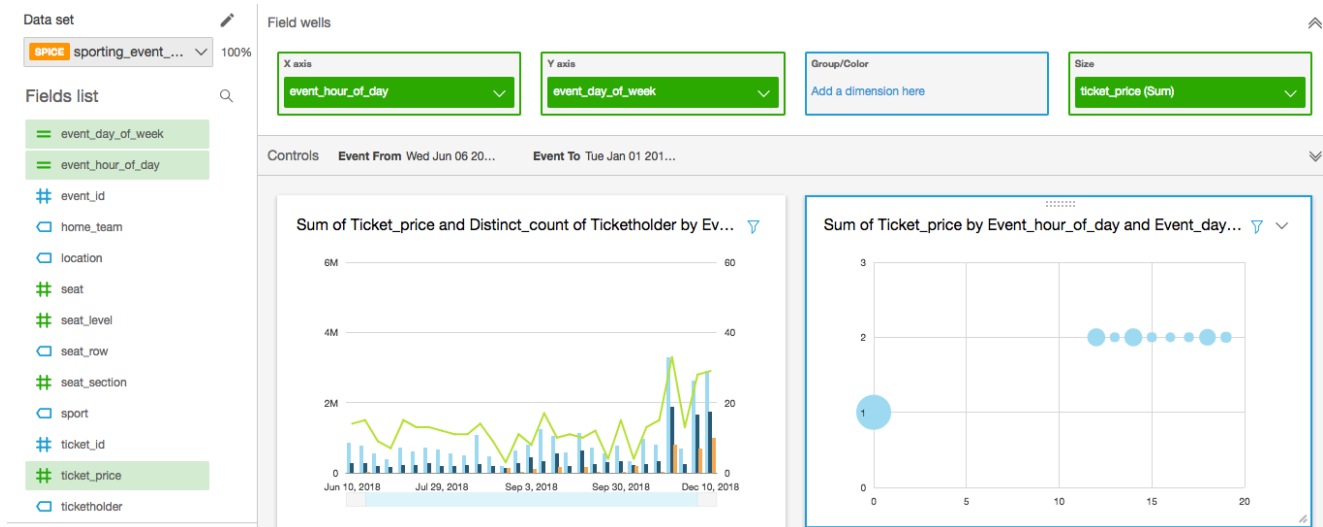 Data set
SPICE sporting_event_... 100%
Fields list
event_day_of_week
event_hour_of_day
event_id
home_team
location
seat
seat_level
seat_row
seat_section
sport
ticket_id
ticket_price
ticketholder
Field wells
X axis
event_hour_of_day
Y axis
event_day_of_week
Group/Color
Add a dimension here
Size
ticket_price (Sum)
Controls Event From Wed Jun 06 20... Event To Tue Jan 01 201...
Sum of Ticket_price and Distinct_count of Ticketholder by Ev...
6M 60
4M 40
2M 20
0 0
Jun 10, 2018 Jul 29, 2018 Sep 3, 2018 Sep 30, 2018 Dec 10, 2018
Sum of Ticket_price by Event_hour_of_day and Event_day...
3
2
1
0
0 5 10 15 20